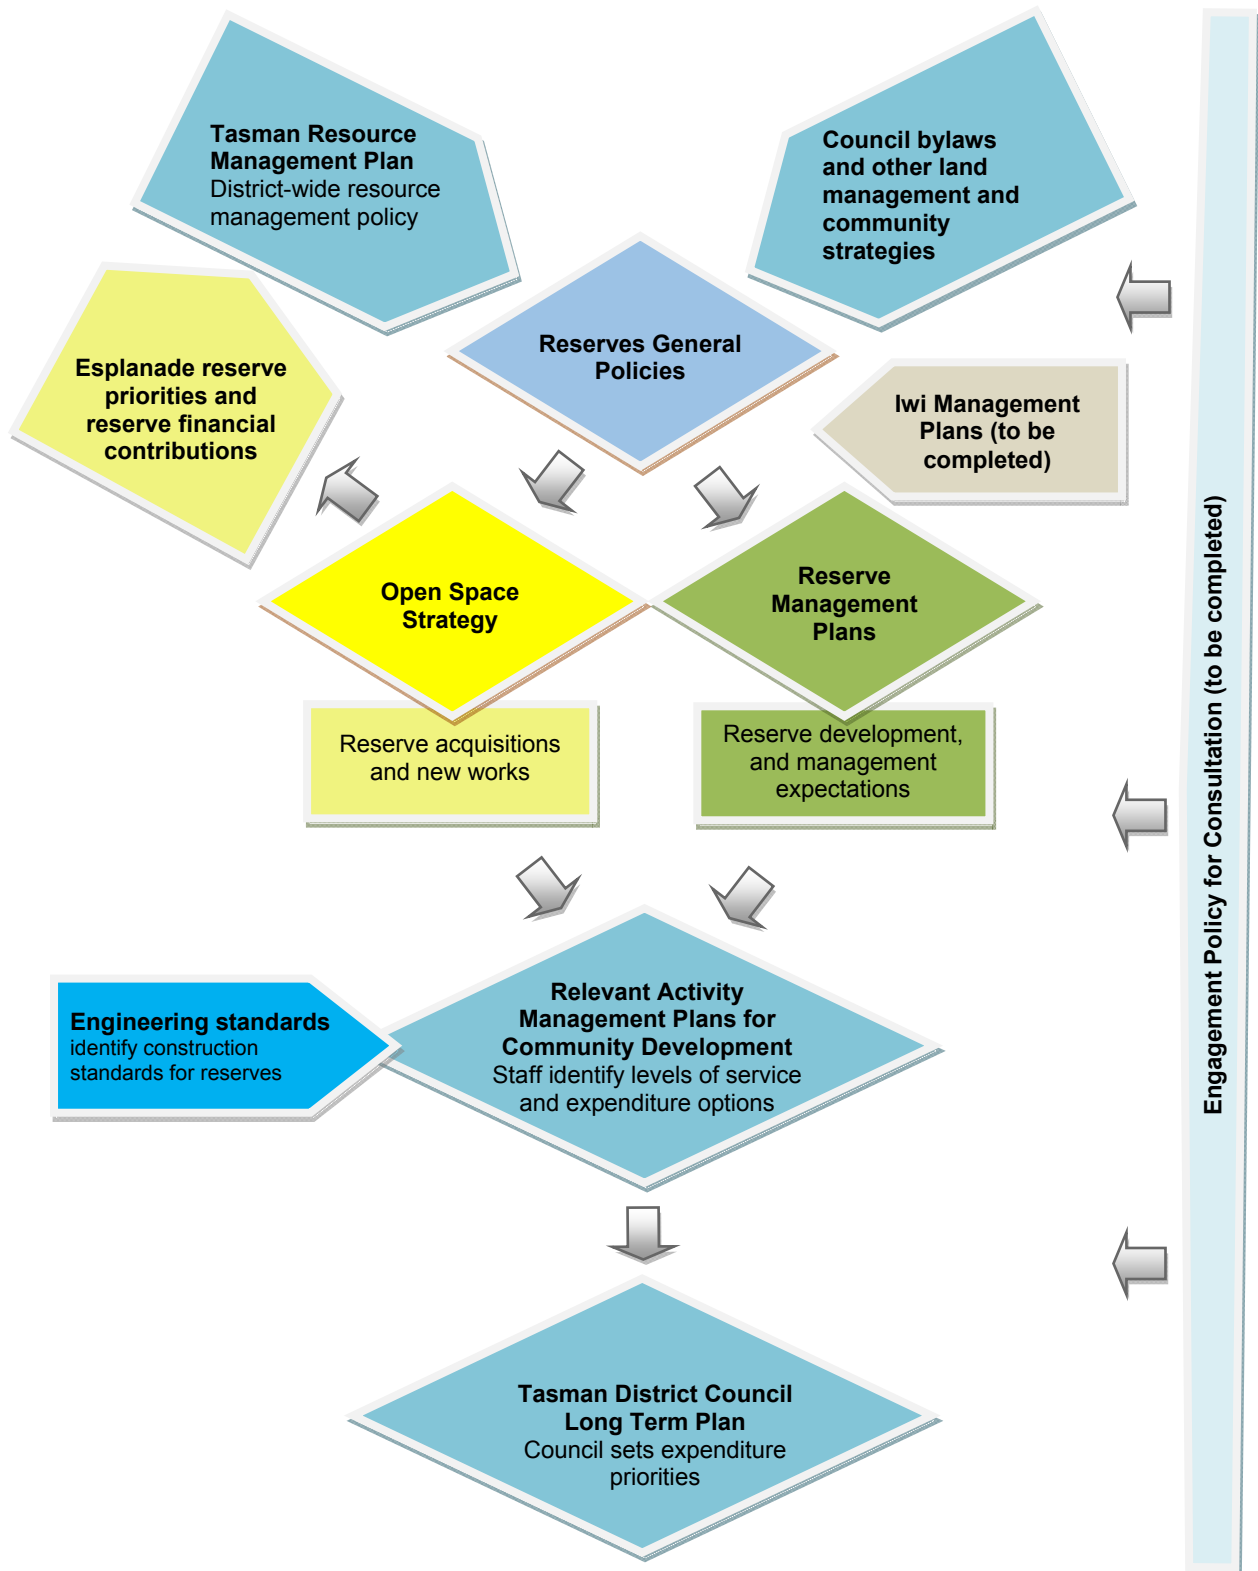 Tasman Resource
Management Plan
District-wide resource
management policy
Council bylaws
and other land
management and
community
strategies
Reserves General
Policies
Esplanade reserve
priorities and
reserve financial
contributions
Iwi Management
Plans (to be
completed)
Open Space
Strategy
Reserve
Management
Plans
Reserve acquisitions
and new works
Reserve development,
and management
expectations
Engagement Policy for Consultation (to be completed)
Relevant Activity
Management Plans for
Community Development
Staff identify levels of service
and expenditure options
Engineering standards
identify construction
standards for reserves
Tasman District Council
Long Term Plan
Council sets expenditure
priorities